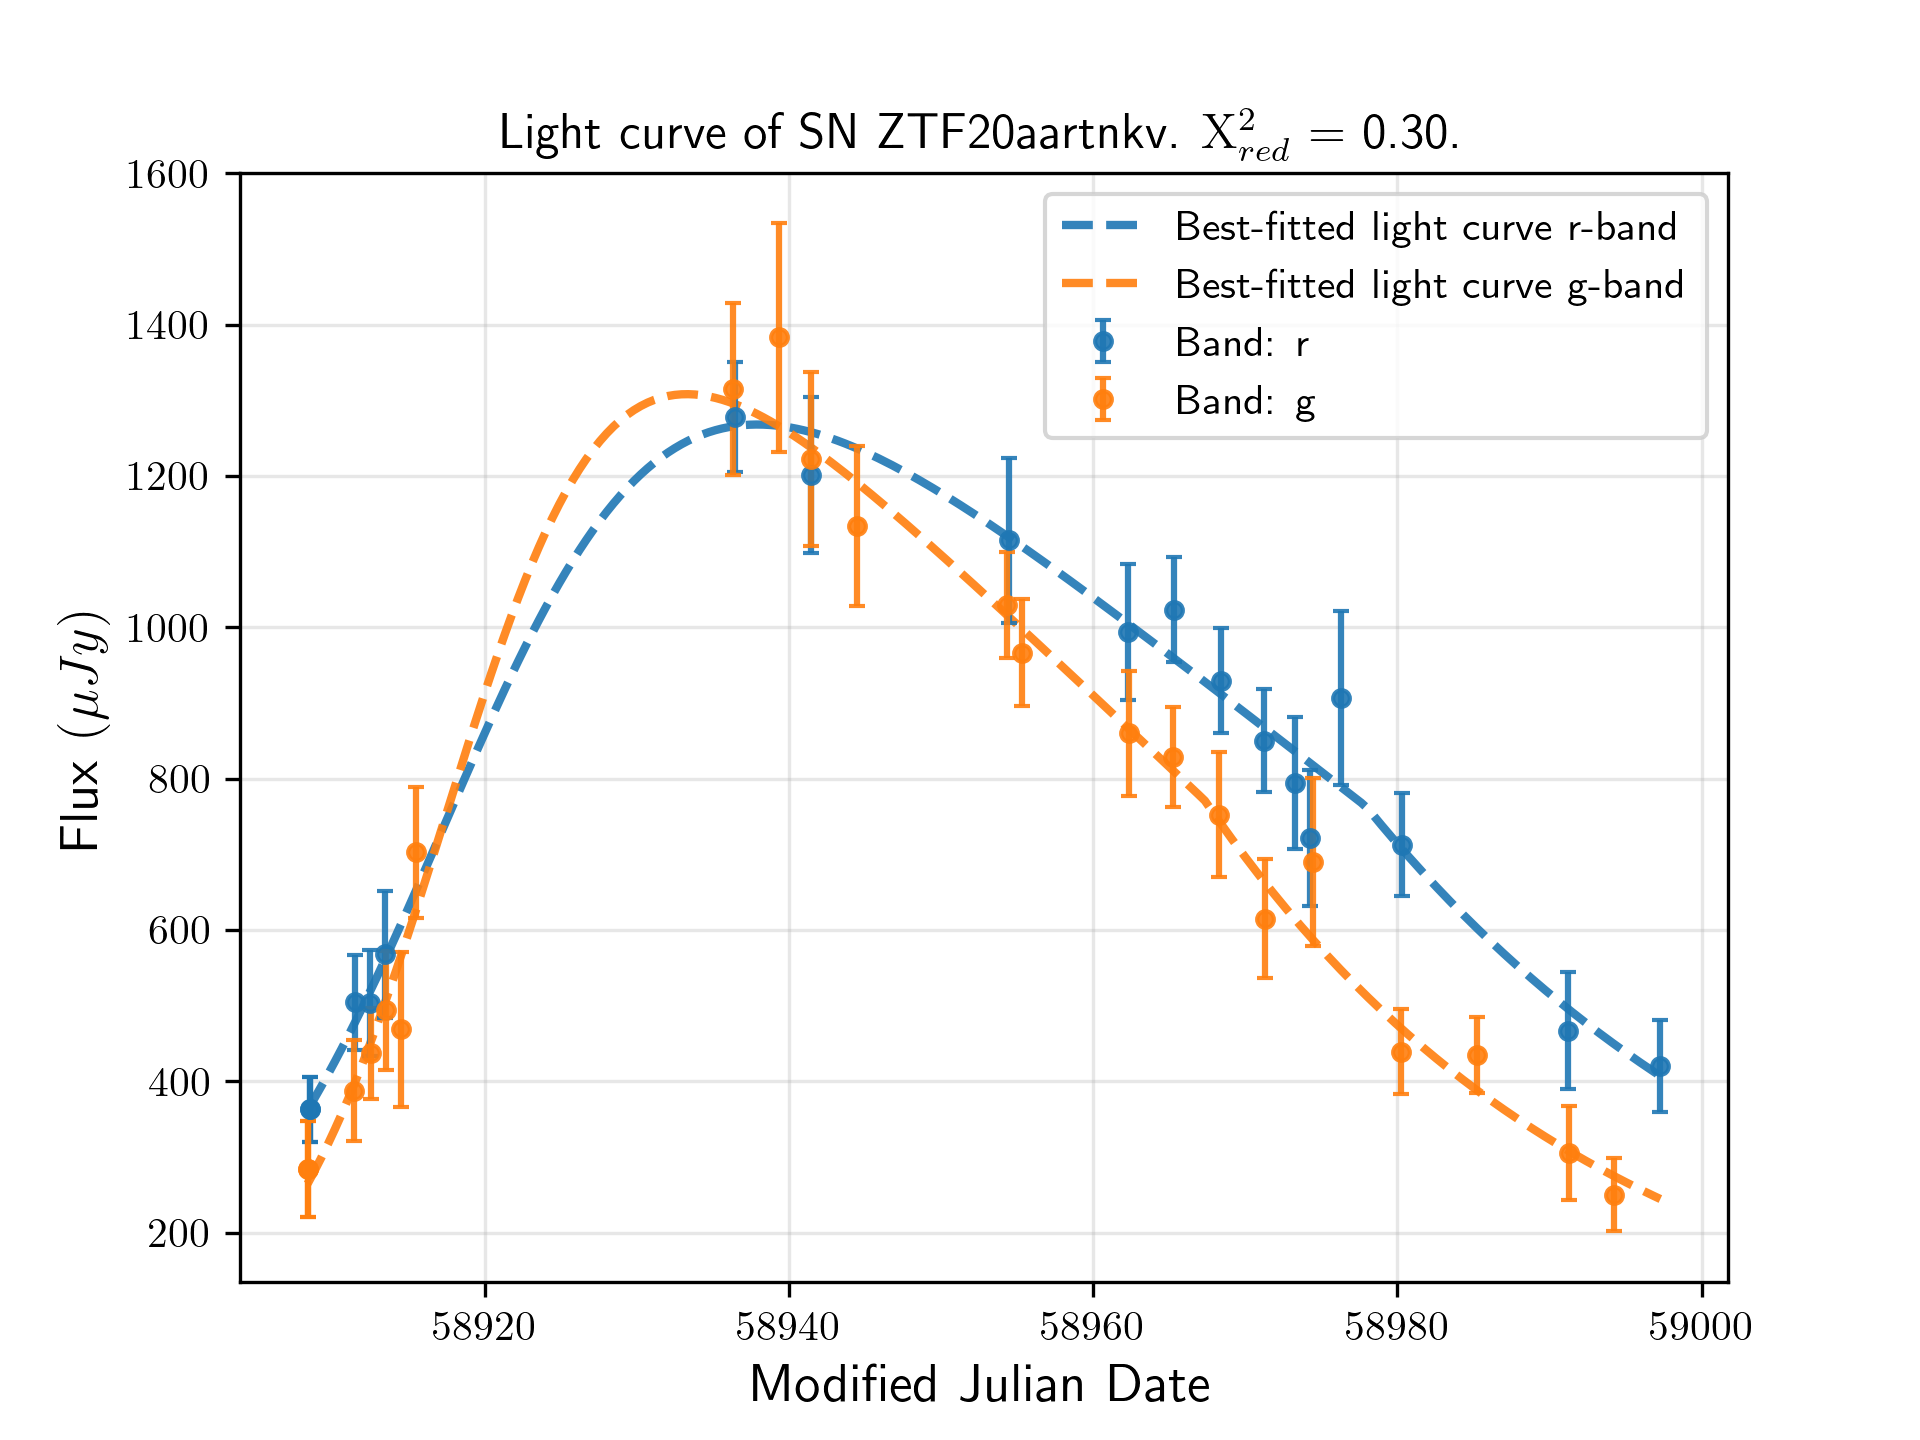 Light curve of SN ZTF20aartnkv. X²_red = 0.30.
1600
1400
1200
1000
800
600
400
200
Flux (μJy)
Best-fitted light curve r-band
Best-fitted light curve g-band
Band: r
Band: g
58920 58940 58960 58980 59000
Modified Julian Date